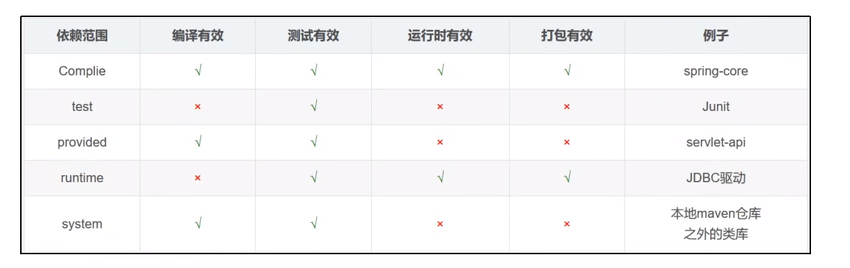 依赖范围 编译有效 测试有效 运行时有效 打包有效 例子
Complie √ √ √ √ spring-core
test × √ × × Junit
provided √ √ × × servlet-api
runtime × √ √ √ JDBC驱动
system √ √ × × 本地maven仓库
之外的类库